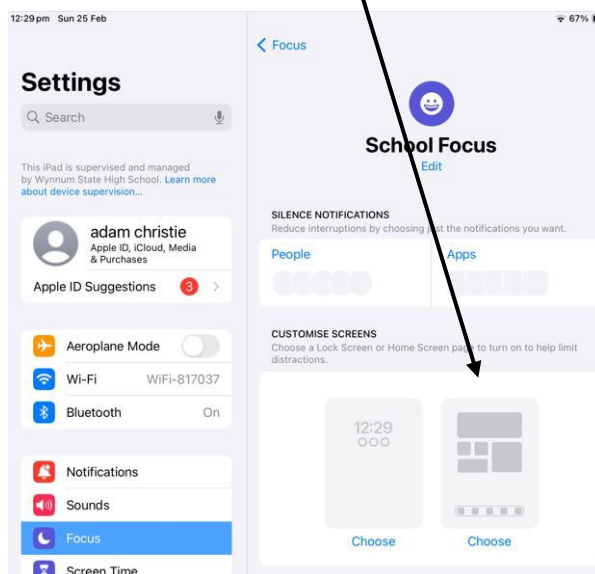 12:29 pm Sun 25 Feb
67%
Settings
Search
This iPad is supervised and managed
by Wynnum State High School. Learn more
about device supervision...
adam christie
Apple ID, iCloud, Media
& Purchases
Apple ID Suggestions 3
Aeroplane Mode
Wi-Fi WiFi-817037
Bluetooth On
Notifications
Sounds
Focus
Screen Time
Focus
School Focus
Edit
SILENCE NOTIFICATIONS
Reduce interruptions by choosing just the notifications you want.
People Apps
CUSTOMISE SCREENS
Choose a Lock Screen or Home Screen page to turn on to help limit
distractions.
12:29
Choose Choose